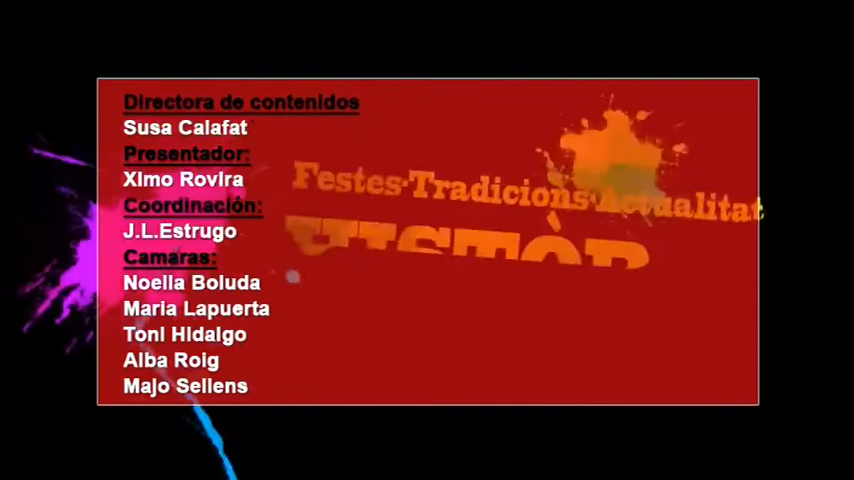 Directora de contenidos
Susa Calafat
Presentador:
Ximo Rovira
Coordinación:
J.L.Estrugo
Camaras:
Noelia Boluda
Maria Lapuerta
Toni Hidalgo
Alba Roig
Majo Sellens
Festes·Tradicions·Actualitat